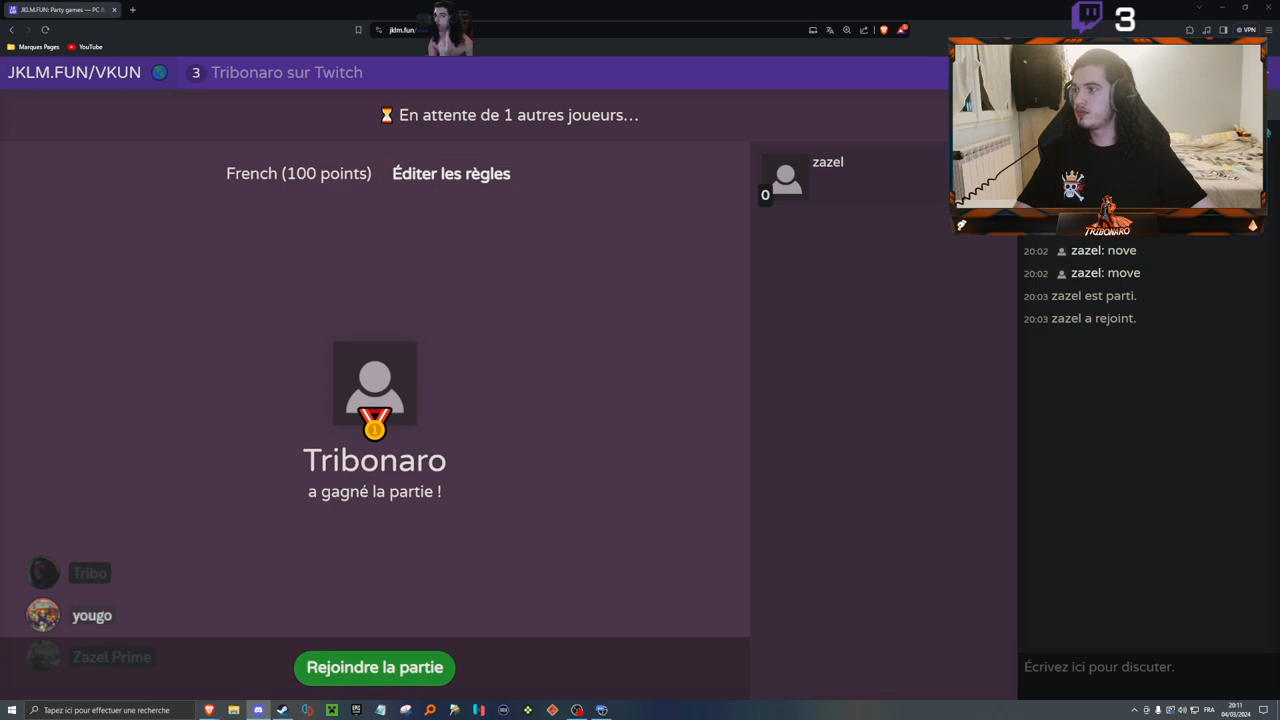 JKLM.FUN: Party games — PC &
3
jklm.fun/
VPN
Marques Pages
YouTube
JKLM.FUN/VKUN
3 Tribonaro sur Twitch
⌛ En attente de 1 autres joueurs…
French (100 points) Éditer les règles
zazel
0
TRIBONARO
20:02 zazel: nove
20:02 zazel: move
20:03 zazel est parti.
20:03 zazel a rejoint.
Tribonaro
a gagné la partie !
Tribo
yougo
Zazel Prime
Rejoindre la partie
Écrivez ici pour discuter.
Tapez ici pour effectuer une recherche
FRA
20:11
04/03/2024